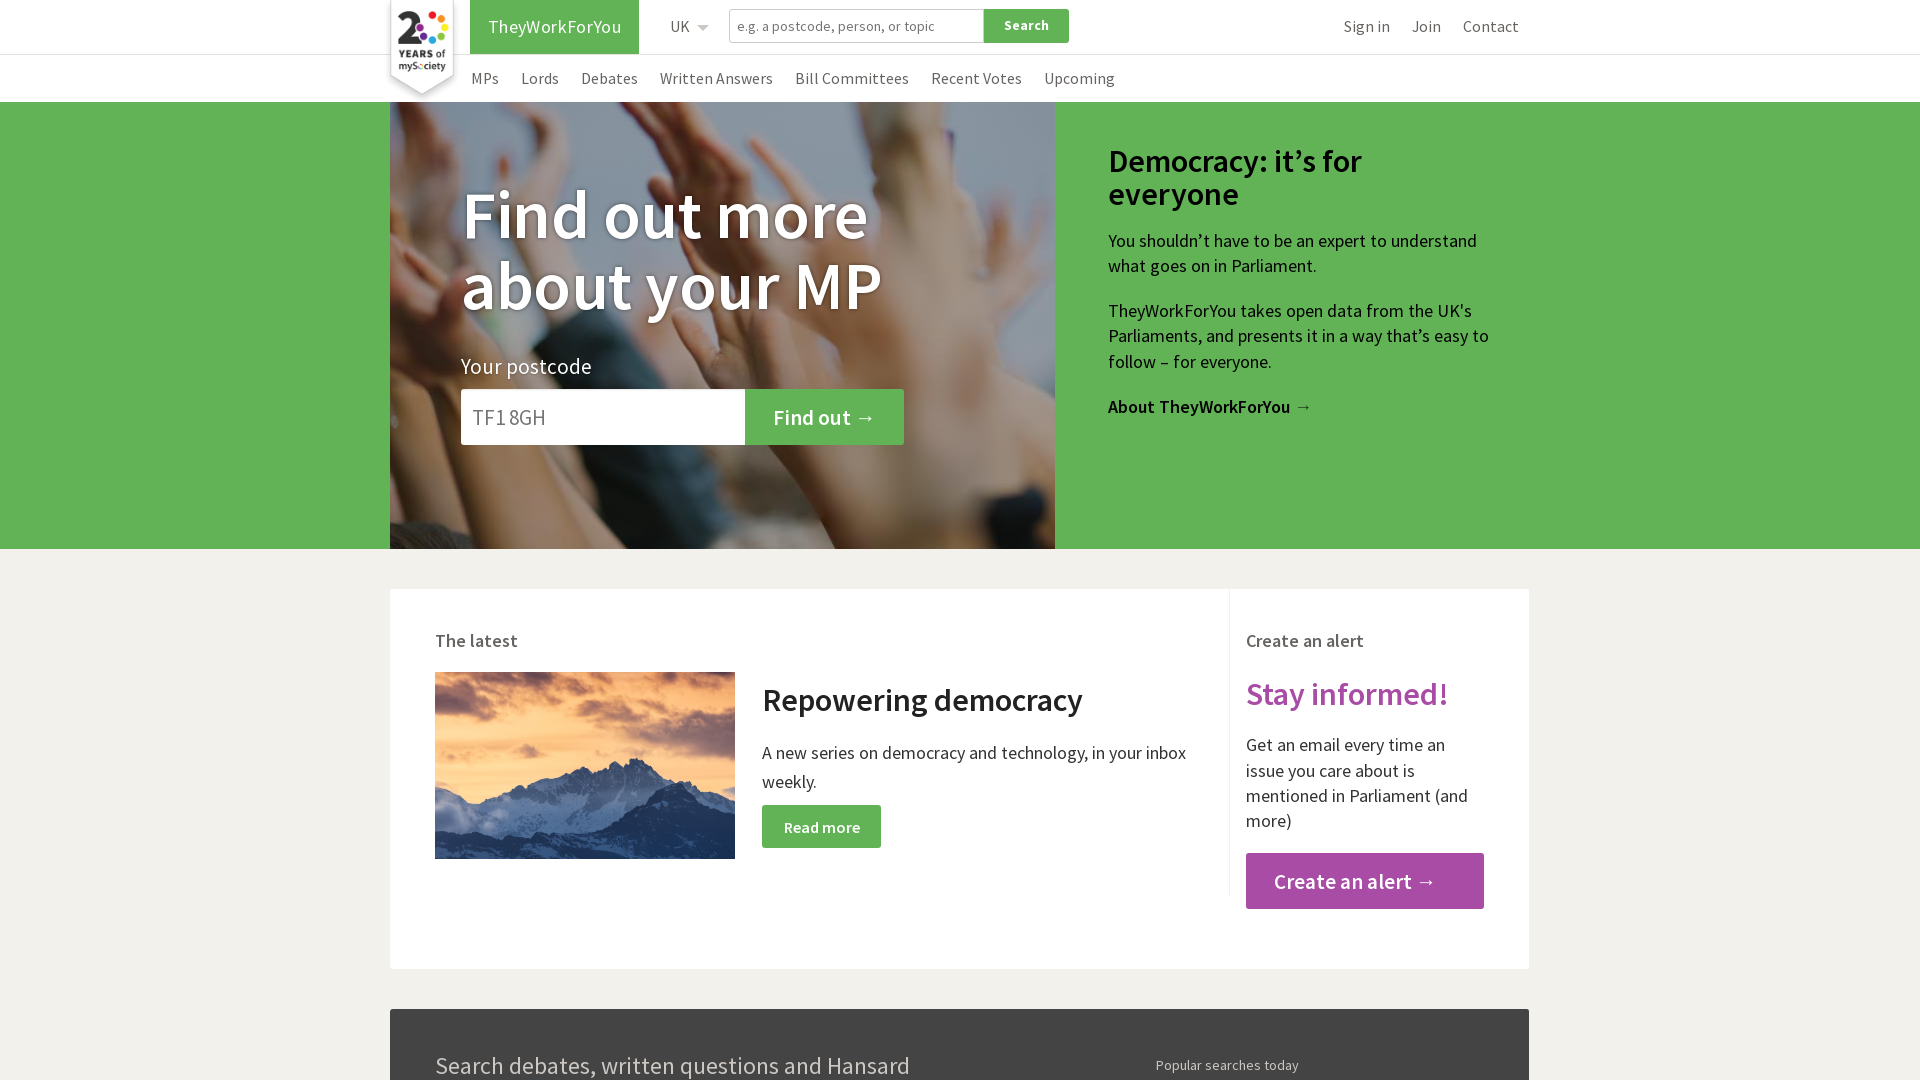 20
YEARS of
mySociety
TheyWorkForYou
UK
e.g. a postcode, person, or topic
Search
Sign in
Join
Contact
MPs
Lords
Debates
Written Answers
Bill Committees
Recent Votes
Upcoming
Find out more
about your MP
Your postcode
TF1 8GH
Find out →
Democracy: it’s for
everyone
You shouldn’t have to be an expert to understand
what goes on in Parliament.
TheyWorkForYou takes open data from the UK's
Parliaments, and presents it in a way that’s easy to
follow – for everyone.
About TheyWorkForYou →
The latest
Repowering democracy
A new series on democracy and technology, in your inbox
weekly.
Read more
Create an alert
Stay informed!
Get an email every time an
issue you care about is
mentioned in Parliament (and
more)
Create an alert →
Search debates, written questions and Hansard
Popular searches today